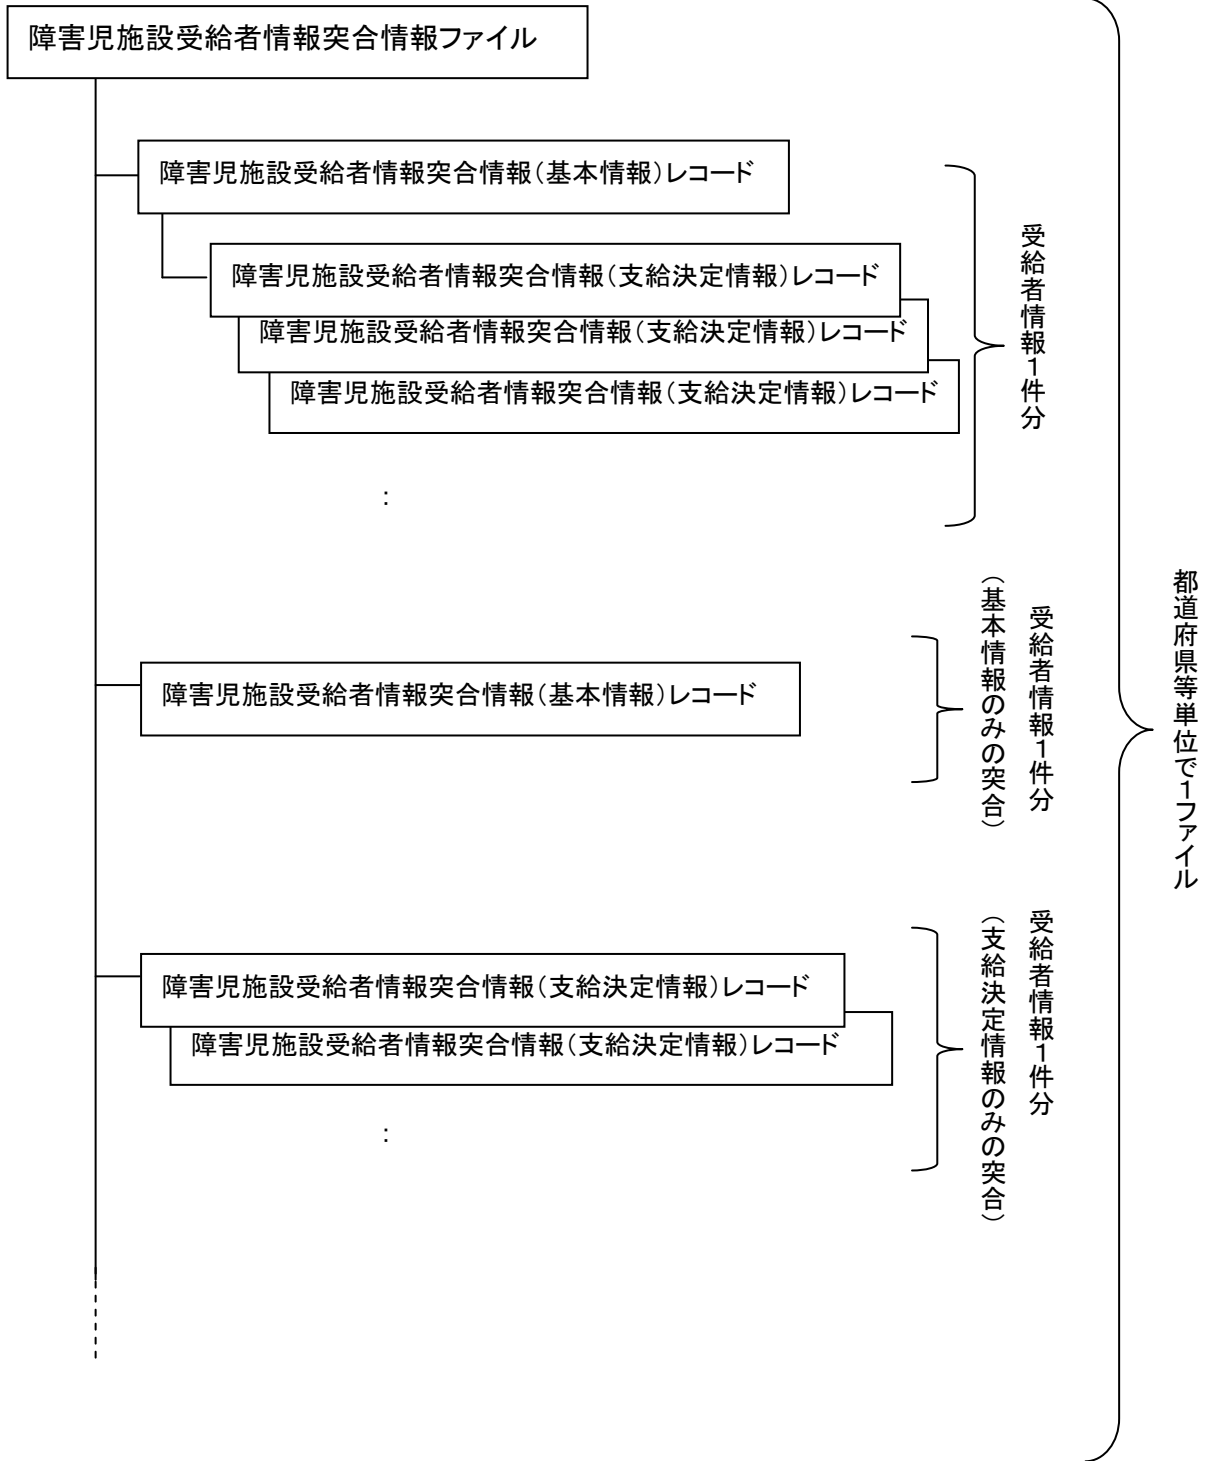 障害児施設受給者情報突合情報ファイル
障害児施設受給者情報突合情報（基本情報）レコード
障害児施設受給者情報突合情報（支給決定情報）レコード
障害児施設受給者情報突合情報（支給決定情報）レコード
障害児施設受給者情報突合情報（支給決定情報）レコード
：
受給者情報１件分
障害児施設受給者情報突合情報（基本情報）レコード
受給者情報１件分
（基本情報のみの突合）
障害児施設受給者情報突合情報（支給決定情報）レコード
障害児施設受給者情報突合情報（支給決定情報）レコード
：
受給者情報１件分
（支給決定情報のみの突合）
都道府県等単位で１ファイル